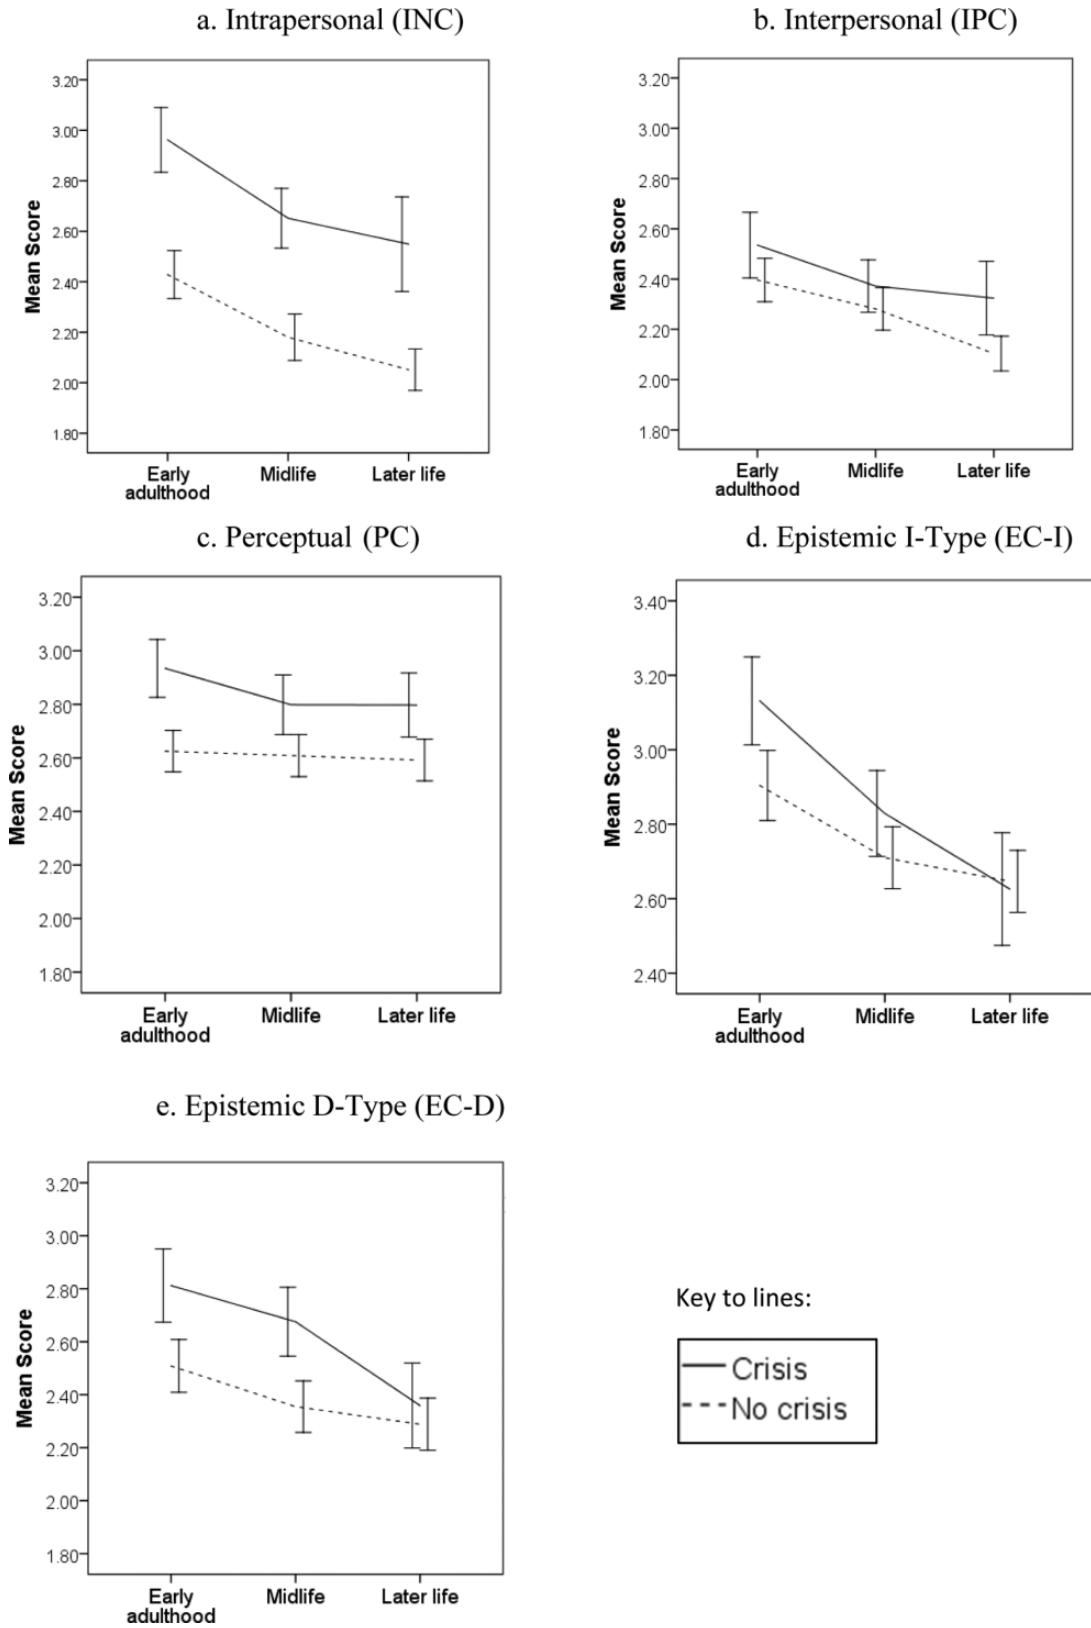 a. Intrapersonal (INC)
b. Interpersonal (IPC)
3.20
3.00
2.80
2.60
2.40
2.20
2.00
1.80
Mean Score
Early
adulthood
Midlife
Later life
3.20
3.00
2.80
2.60
2.40
2.20
2.00
1.80
Mean Score
Early
adulthood
Midlife
Later life
c. Perceptual (PC)
d. Epistemic I-Type (EC-I)
3.20
3.00
2.80
2.60
2.40
2.20
2.00
1.80
Mean Score
Early
adulthood
Midlife
Later life
3.40
3.20
3.00
2.80
2.60
2.40
Mean Score
Early
adulthood
Midlife
Later life
e. Epistemic D-Type (EC-D)
3.20
3.00
2.80
2.60
2.40
2.20
2.00
1.80
Mean Score
Early
adulthood
Midlife
Later life
Key to lines:
Crisis
No crisis